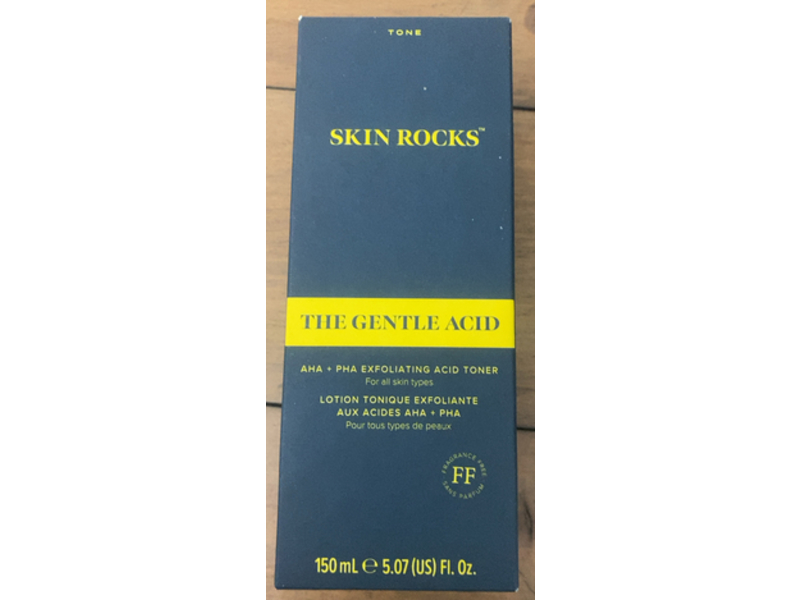 TONE
SKIN ROCKS™
THE GENTLE ACID
AHA + PHA EXFOLIATING ACID TONER
For all skin types
LOTION TONIQUE EXFOLIANTE
AUX ACIDES AHA + PHA
Pour tous types de peaux
FRAGRANCE FREE
FF
SANS PARFUM
150 mL ℮ 5.07 (US) Fl. Oz.